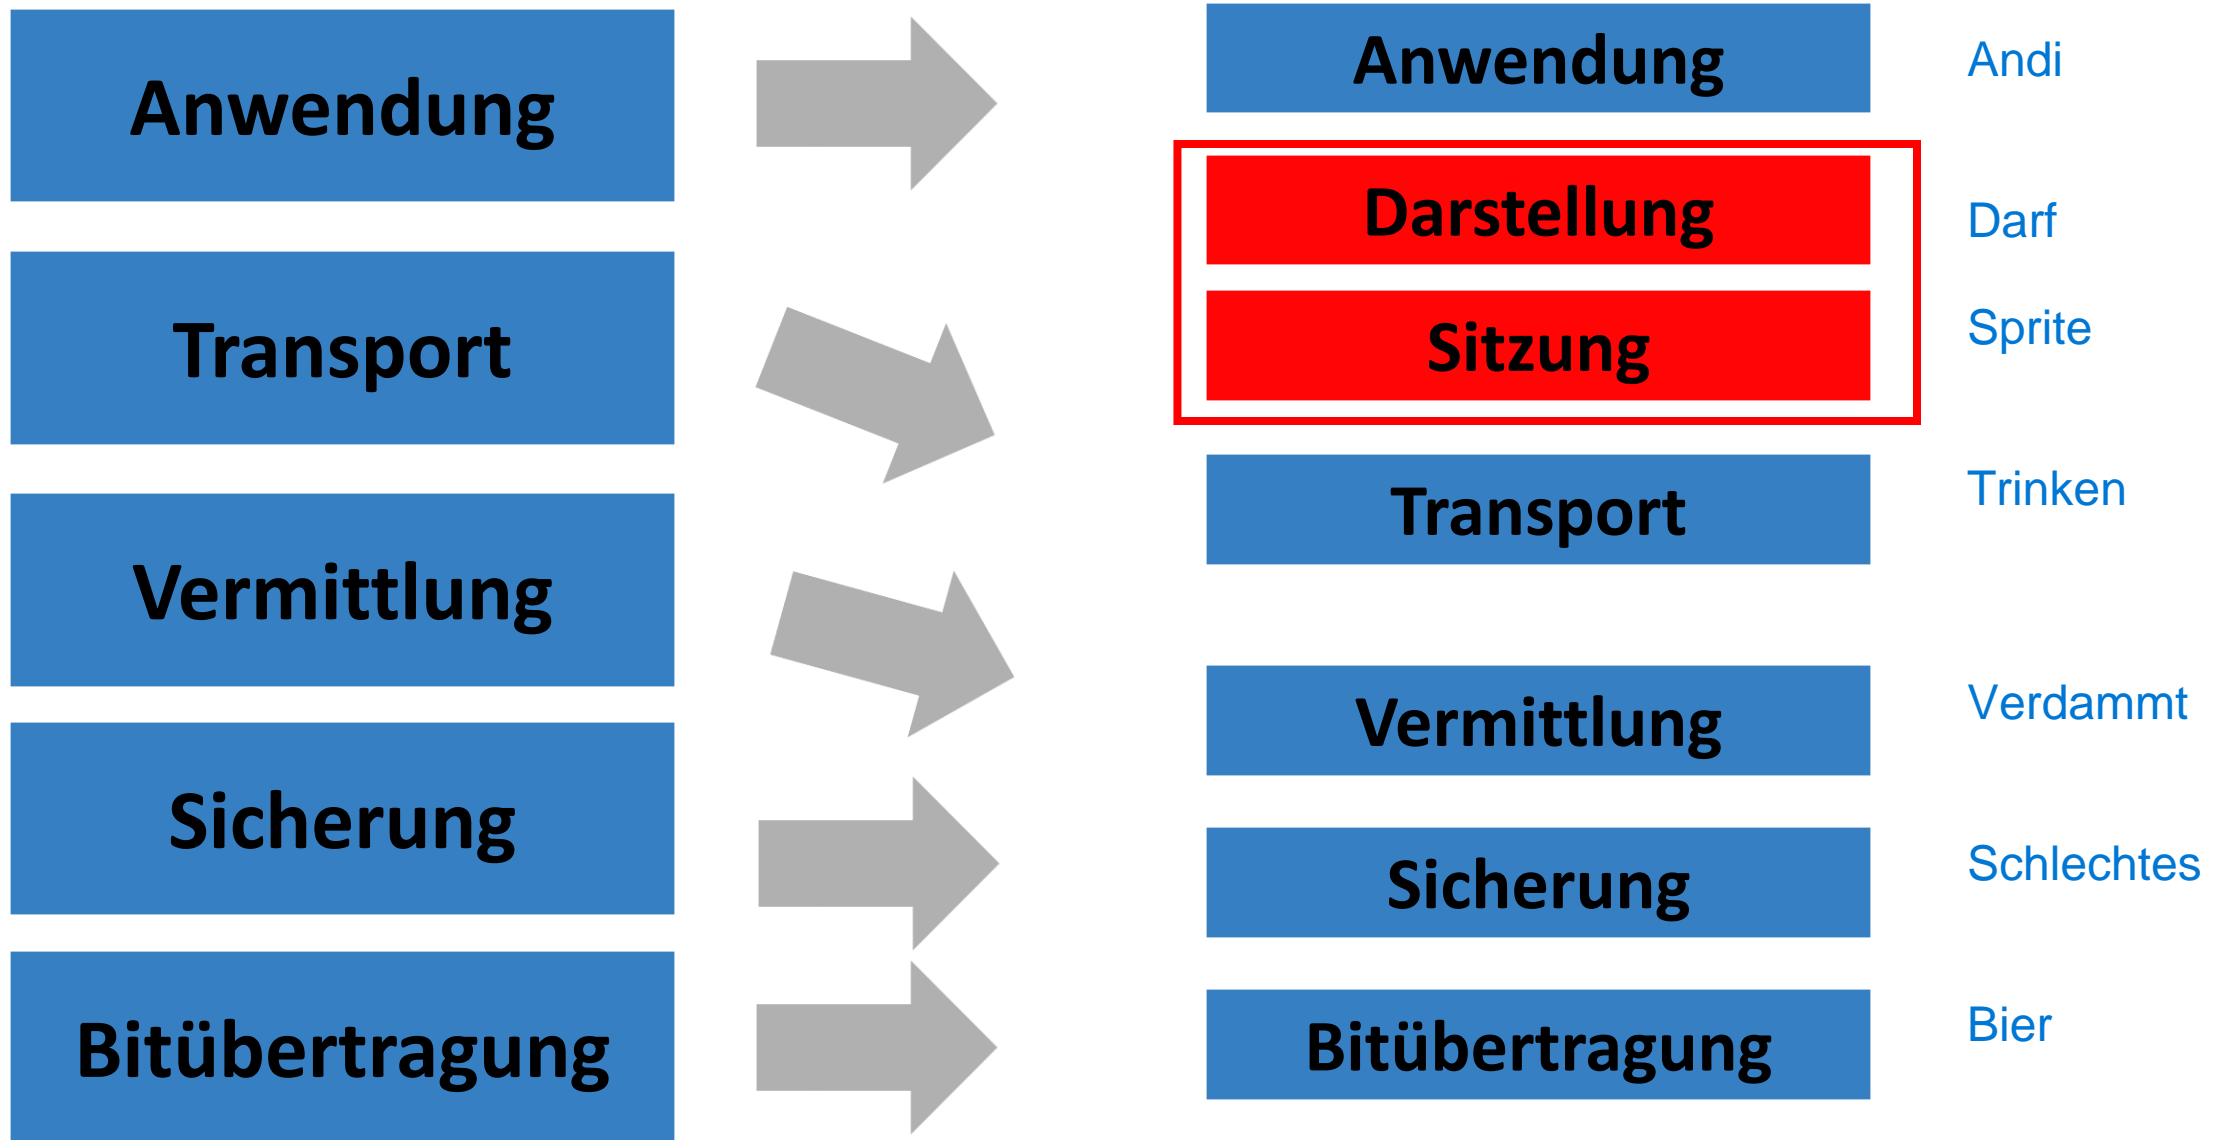 Anwendung
Transport
Vermittlung
Sicherung
Bitübertragung
Anwendung
Darstellung
Sitzung
Transport
Vermittlung
Sicherung
Bitübertragung
Andi
Darf
Sprite
Trinken
Verdammt
Schlechtes
Bier